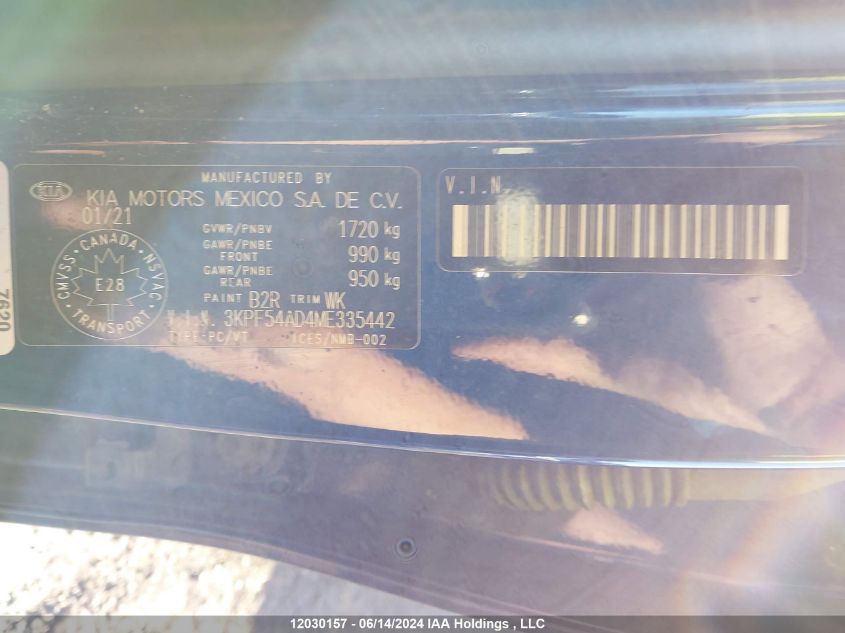 MANUFACTURED BY
KIA KIA MOTORS MEXICO S.A. DE C.V.
01/21
GVWR/PNBV 1720 kg
GAWR/PNBE FRONT 990 kg
GAWR/PNBE REAR 950 kg
PAINT B2R TRIM WK
V.I.N. 3KPF54AD4ME335442
TYPE:PC/VT ICES/NMB-002
CANADA
CMVSS NSVAC
E28
TRANSPORT
V.I.N.
7620
12030157 - 06/14/2024 IAA Holdings , LLC